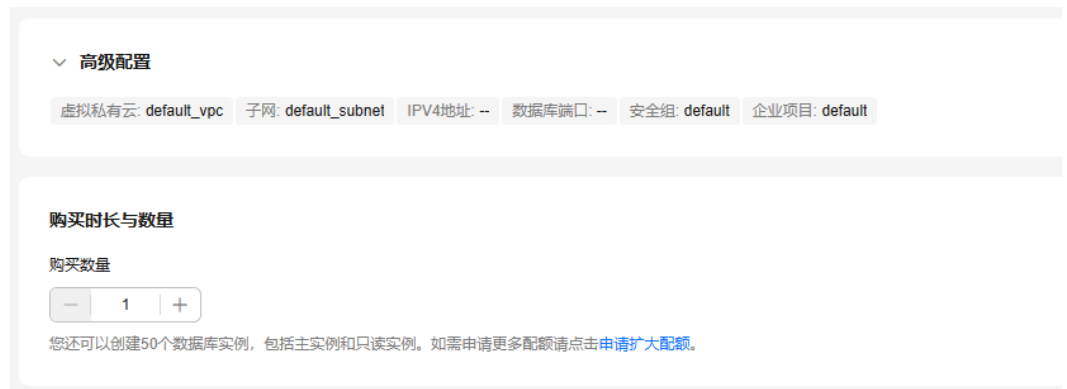 高级配置
虚拟私有云: default_vpc 子网: default_subnet IPV4地址: -- 数据库端口: -- 安全组: default 企业项目: default
购买时长与数量
购买数量
1
您还可以创建50个数据库实例，包括主实例和只读实例。如需申请更多配额请点击申请扩大配额。